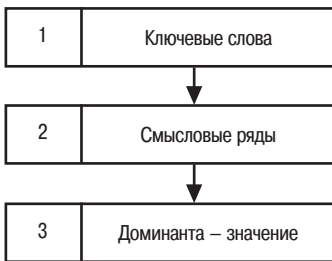 1 Ключевые слова
2 Смысловые ряды
3 Доминанта – значение